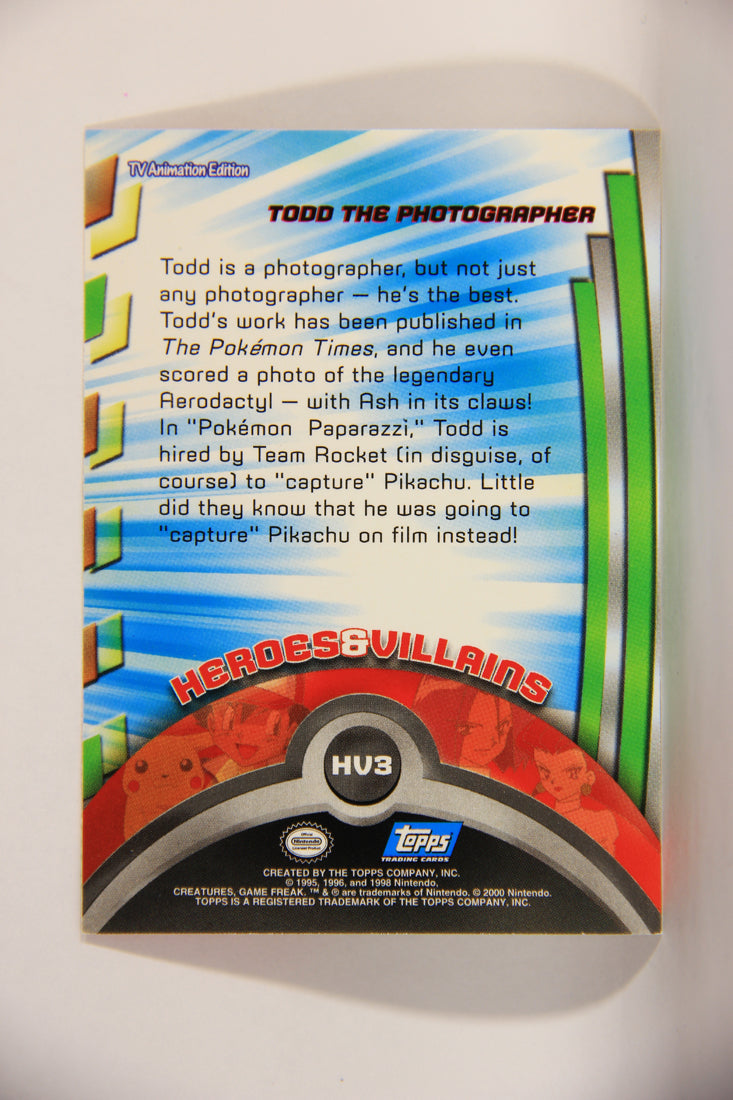 TV Animation Edition
TODD THE PHOTOGRAPHER
Todd is a photographer, but not just
any photographer — he's the best.
Todd's work has been published in
The Pokémon Times, and he even
scored a photo of the legendary
Aerodactyl — with Ash in its claws!
In "Pokémon Paparazzi," Todd is
hired by Team Rocket (in disguise, of
course) to "capture" Pikachu. Little
did they know that he was going to
"capture" Pikachu on film instead!
HEROES&VILLAINS
HV3
Official
Nintendo
Licensed Product
topps
TRADING CARDS
CREATED BY THE TOPPS COMPANY, INC.
© 1995, 1996, and 1998 Nintendo,
CREATURES, GAME FREAK. ™ & ® are trademarks of Nintendo. © 2000 Nintendo.
TOPPS IS A REGISTERED TRADEMARK OF THE TOPPS COMPANY, INC.